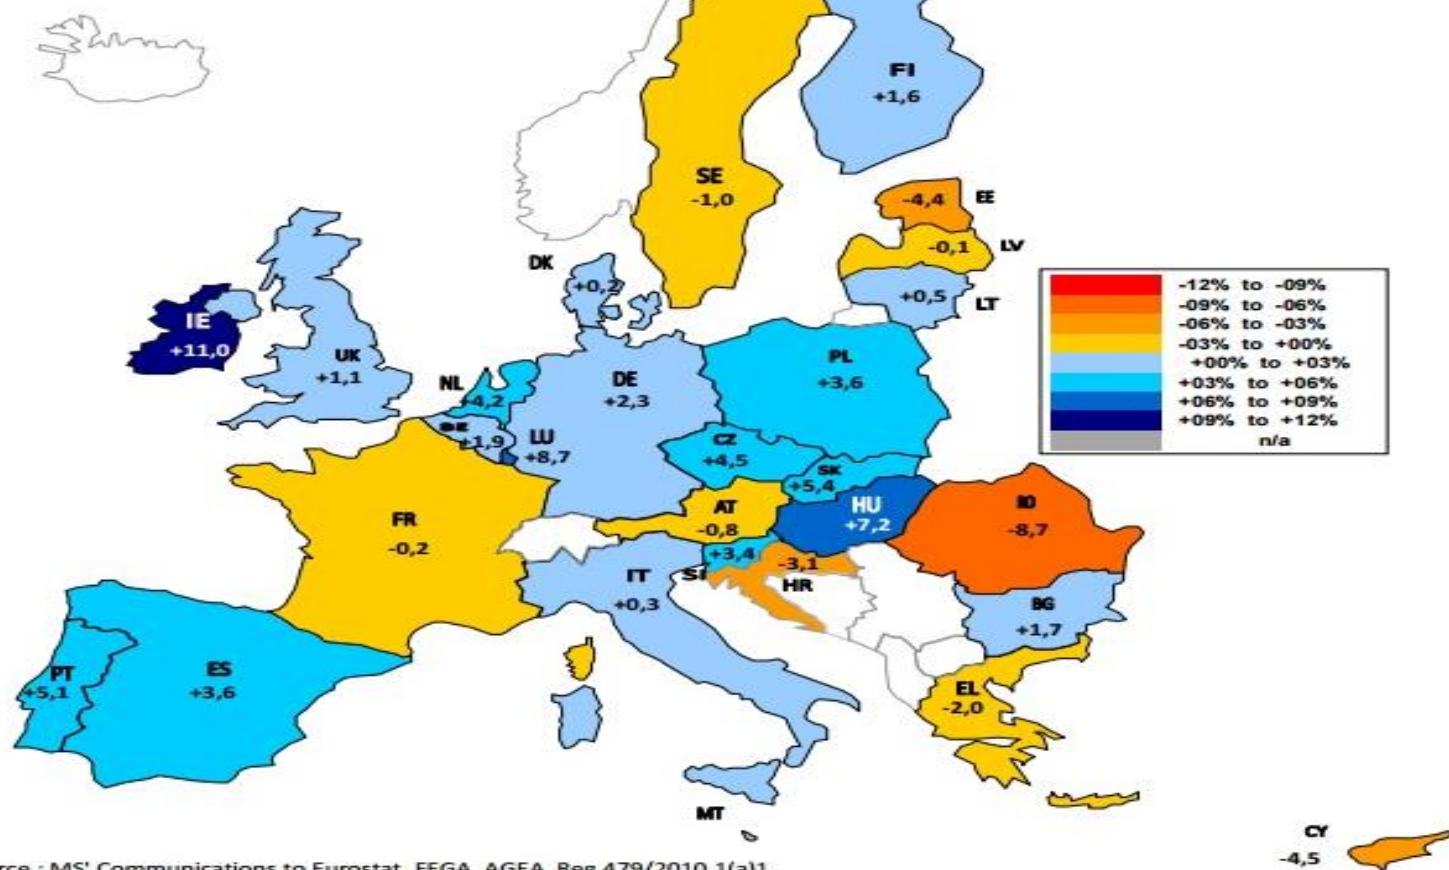 FI
+1,6
SE
-1,0
-4,4 EE
-0,1 LV
DK
+0,2
+0,5 LT
IE
+11,0
UK
+1,1
NL
+4,2
DE
+2,3
PL
+3,6
+1,9
LU
+8,7
CZ
+4,5
SK
+5,4
AT
-0,8
HU
+7,2
-8,7
FR
-0,2
+3,4
SI
-3,1
HR
IT
+0,3
BG
+1,7
PT
+5,1
ES
+3,6
EL
-2,0
MT
CY
-4,5
-12% to -09%
-09% to -06%
-06% to -03%
-03% to +00%
+00% to +03%
+03% to +06%
+06% to +09%
+09% to +12%
n/a
rce : MS' Communications to Eurostat, FEGA, AGEA, Reg 479/2010 1(a)1